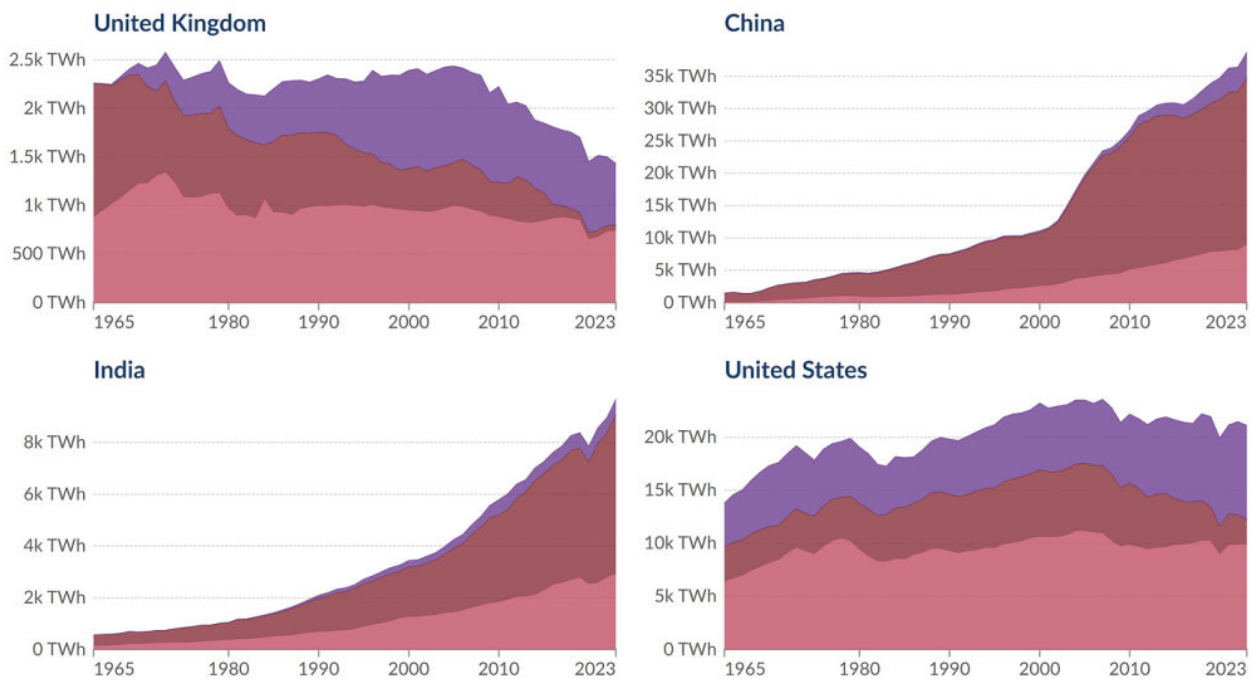 United Kingdom
2.5k TWh
2k TWh
1.5k TWh
1k TWh
500 TWh
0 TWh
1965 1980 1990 2000 2010 2023
China
35k TWh
30k TWh
25k TWh
20k TWh
15k TWh
10k TWh
5k TWh
0 TWh
1965 1980 1990 2000 2010 2023
India
8k TWh
6k TWh
4k TWh
2k TWh
0 TWh
1965 1980 1990 2000 2010 2023
United States
20k TWh
15k TWh
10k TWh
5k TWh
0 TWh
1965 1980 1990 2000 2010 2023